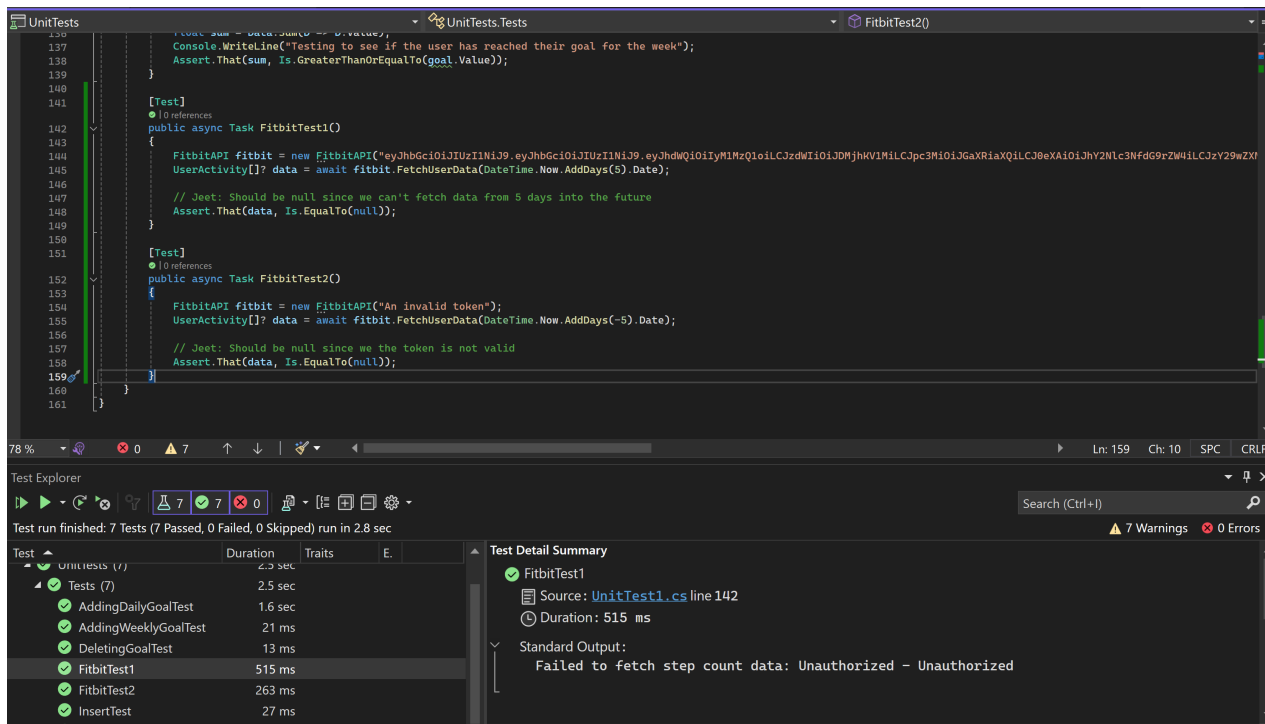 UnitTests UnitTests.Tests FitbitTest2()
136 float sum = Data.Sum(D => D.Value);
137 Console.WriteLine("Testing to see if the user has reached their goal for the week");
138 Assert.That(sum, Is.GreaterThanOrEqualTo(goal.Value));
139 }
140
141 [Test]
0 references
142 public async Task FitbitTest1()
143 {
144 FitbitAPI fitbit = new FitbitAPI("eyJhbGciOiJIUzI1NiJ9.eyJhbGciOiJIUzI1NiJ9.
145 UserActivity[]? data = await fitbit.FetchUserData(DateTime.Now.AddDays(5).Date);
146
147 // Jeet: Should be null since we can't fetch data from 5 days into the future
148 Assert.That(data, Is.EqualTo(null));
149 }
150
151 [Test]
0 references
152 public async Task FitbitTest2()
153 {
154 FitbitAPI fitbit = new FitbitAPI("An invalid token");
155 UserActivity[]? data = await fitbit.FetchUserData(DateTime.Now.AddDays(-5).Date);
156
157 // Jeet: Should be null since we the token is not valid
158 Assert.That(data, Is.EqualTo(null));
159 }
160 }
161 }
78 % 0 7 Ln: 159 Ch: 10 SPC CRLF
Test Explorer
7 7 0 Search (Ctrl+I)
Test run finished: 7 Tests (7 Passed, 0 Failed, 0 Skipped) run in 2.8 sec 7 Warnings 0 Errors
Test Duration Traits E.
UnitTests (7) 2.5 sec
Tests (7) 2.5 sec
AddingDailyGoalTest 1.6 sec
AddingWeeklyGoalTest 21 ms
DeletingGoalTest 13 ms
FitbitTest1 515 ms
FitbitTest2 263 ms
InsertTest 27 ms
Test Detail Summary
FitbitTest1
Source: UnitTest1.cs line 142
Duration: 515 ms
Standard Output:
Failed to fetch step count data: Unauthorized - Unauthorized